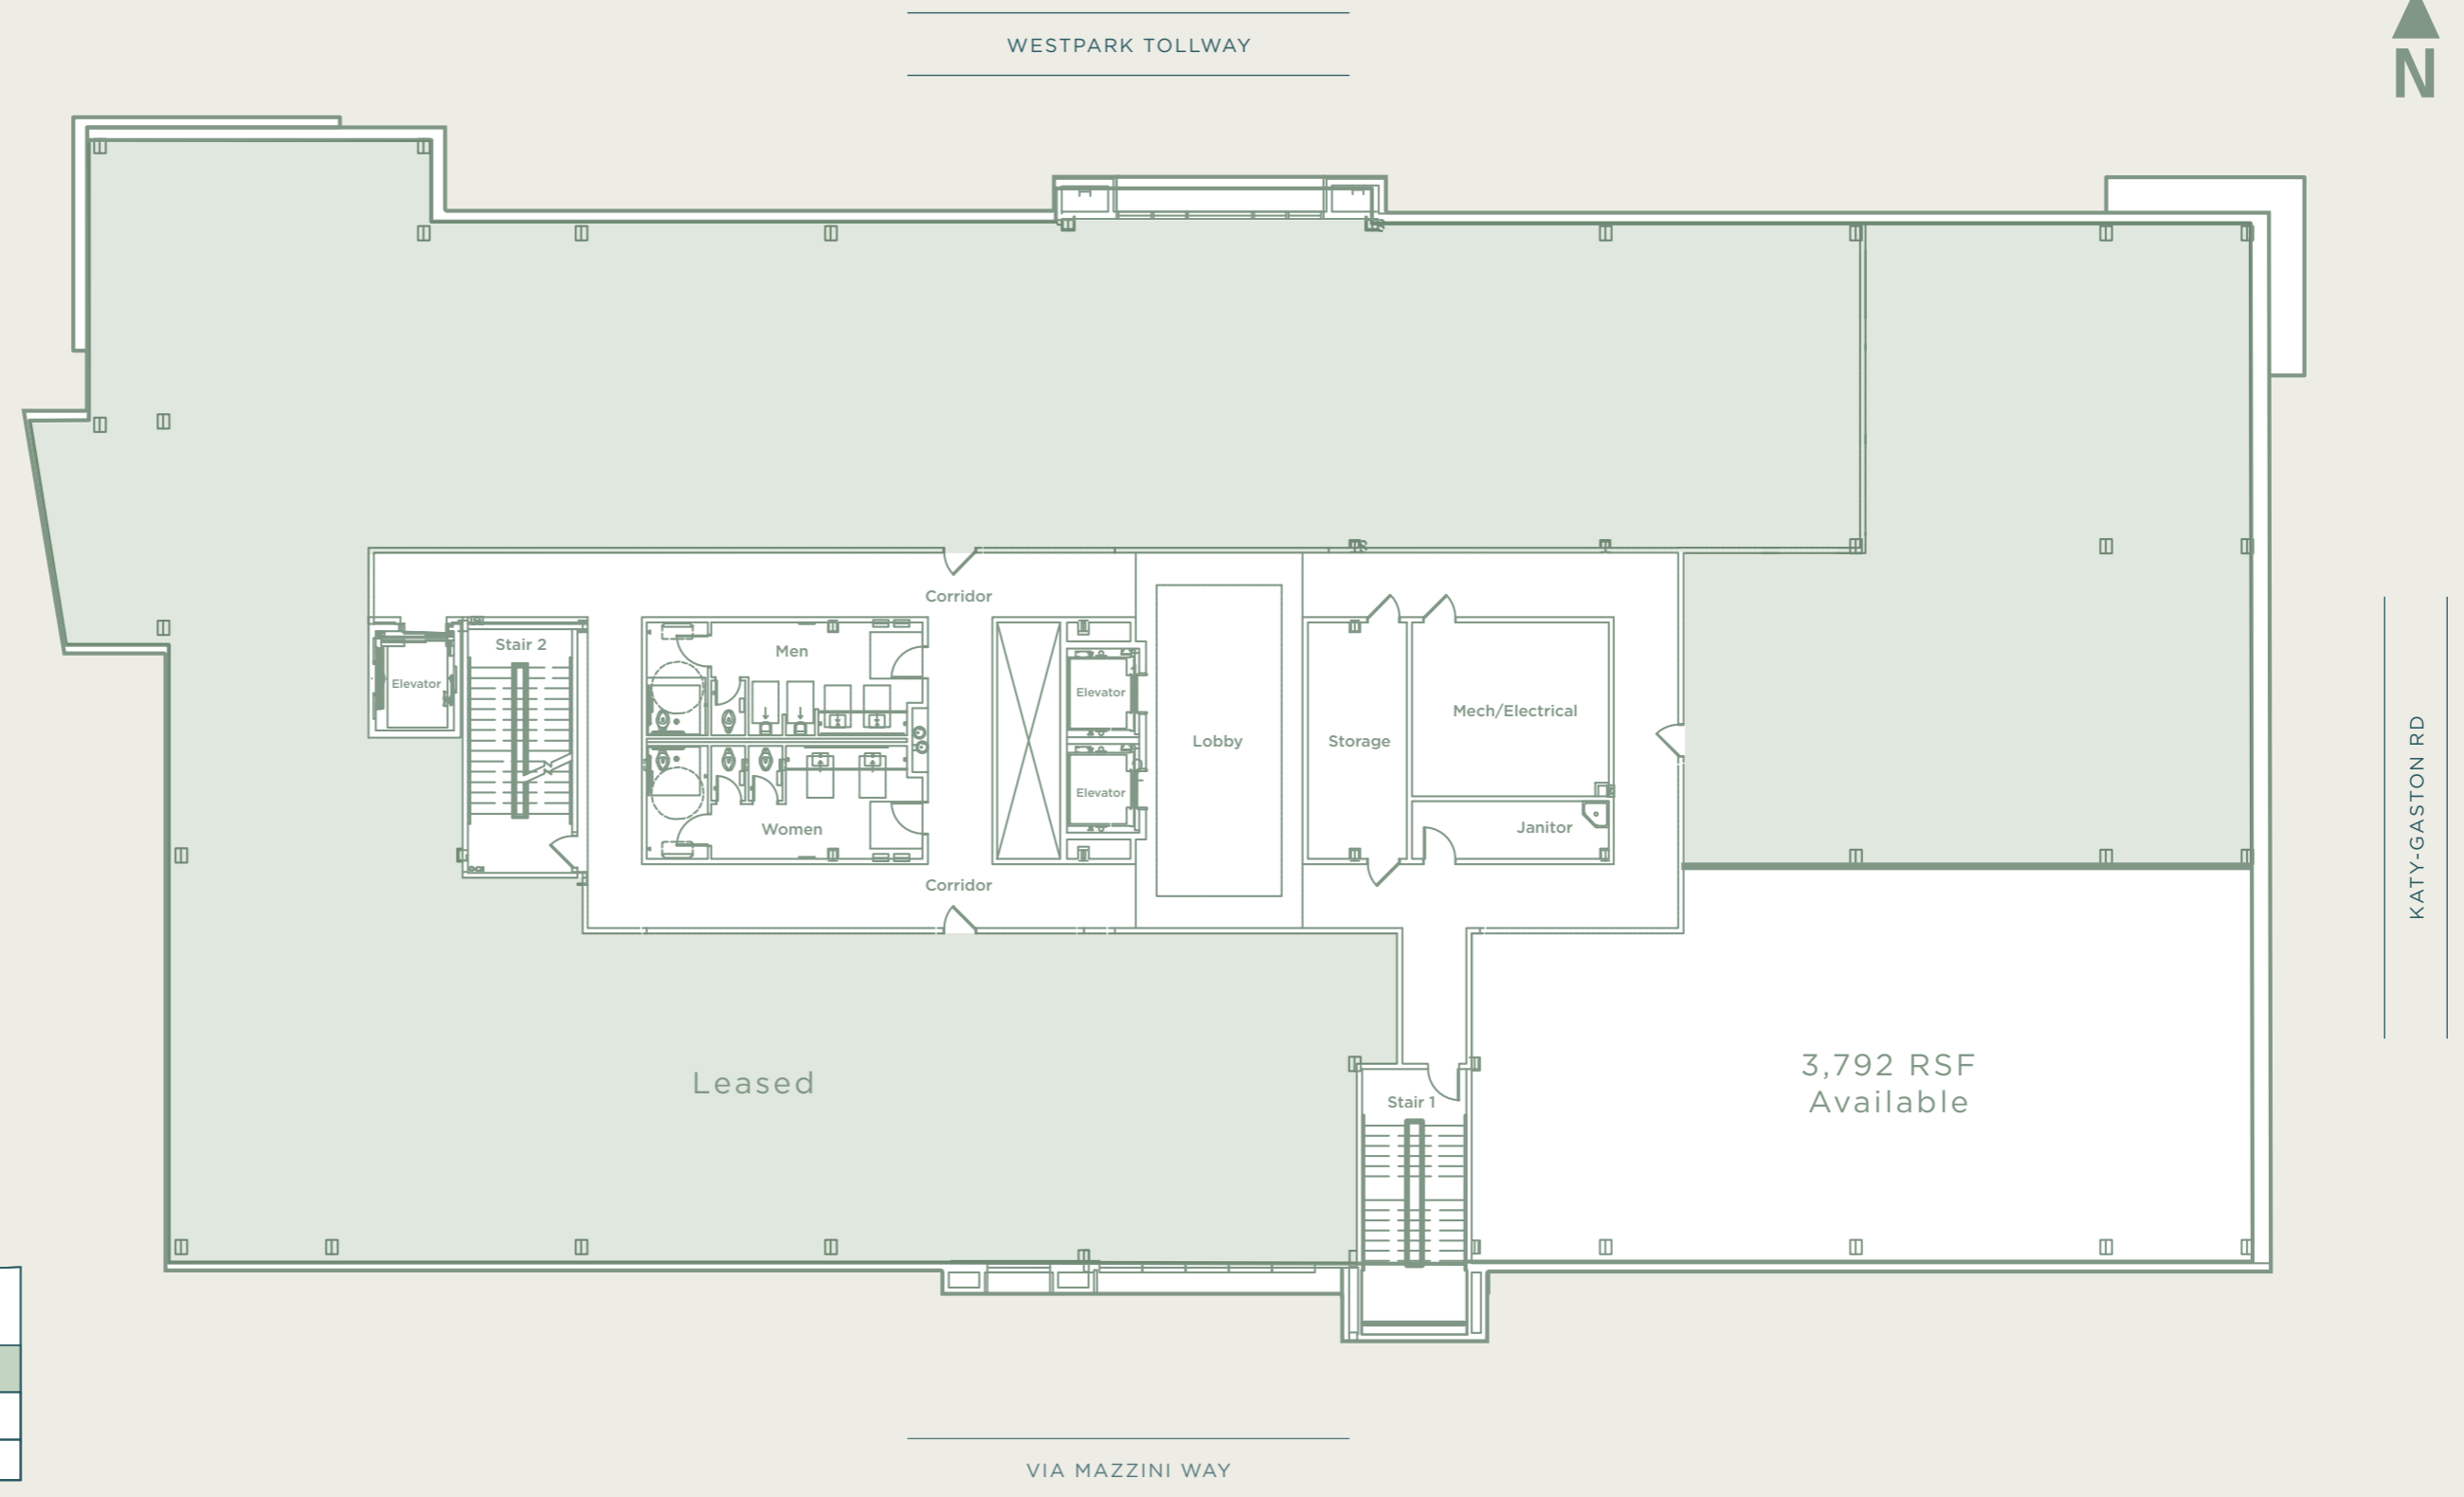 WESTPARK TOLLWAY
N
Corridor
Stair 2
Men
Elevator
Elevator
Mech/Electrical
Lobby
Storage
Elevator
Women
Janitor
Corridor
KATY-GASTON RD
Leased
3,792 RSF
Available
Stair 1
VIA MAZZINI WAY